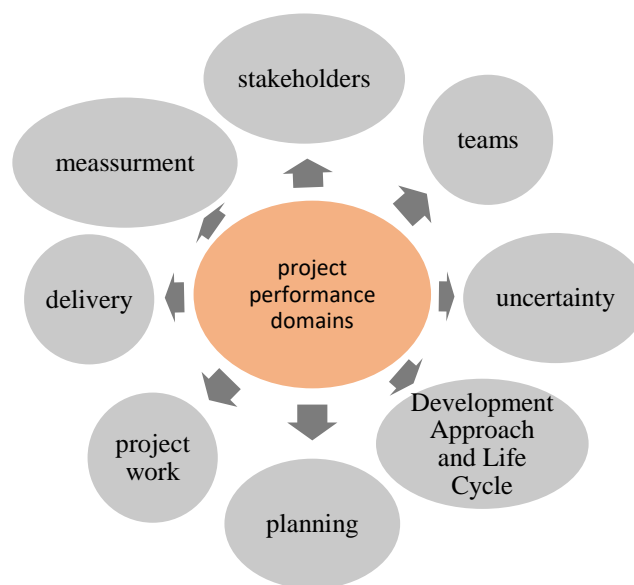 stakeholders
teams
meassurment
project
performance
domains
delivery
uncertainty
Development
Approach
and Life
Cycle
project
work
planning